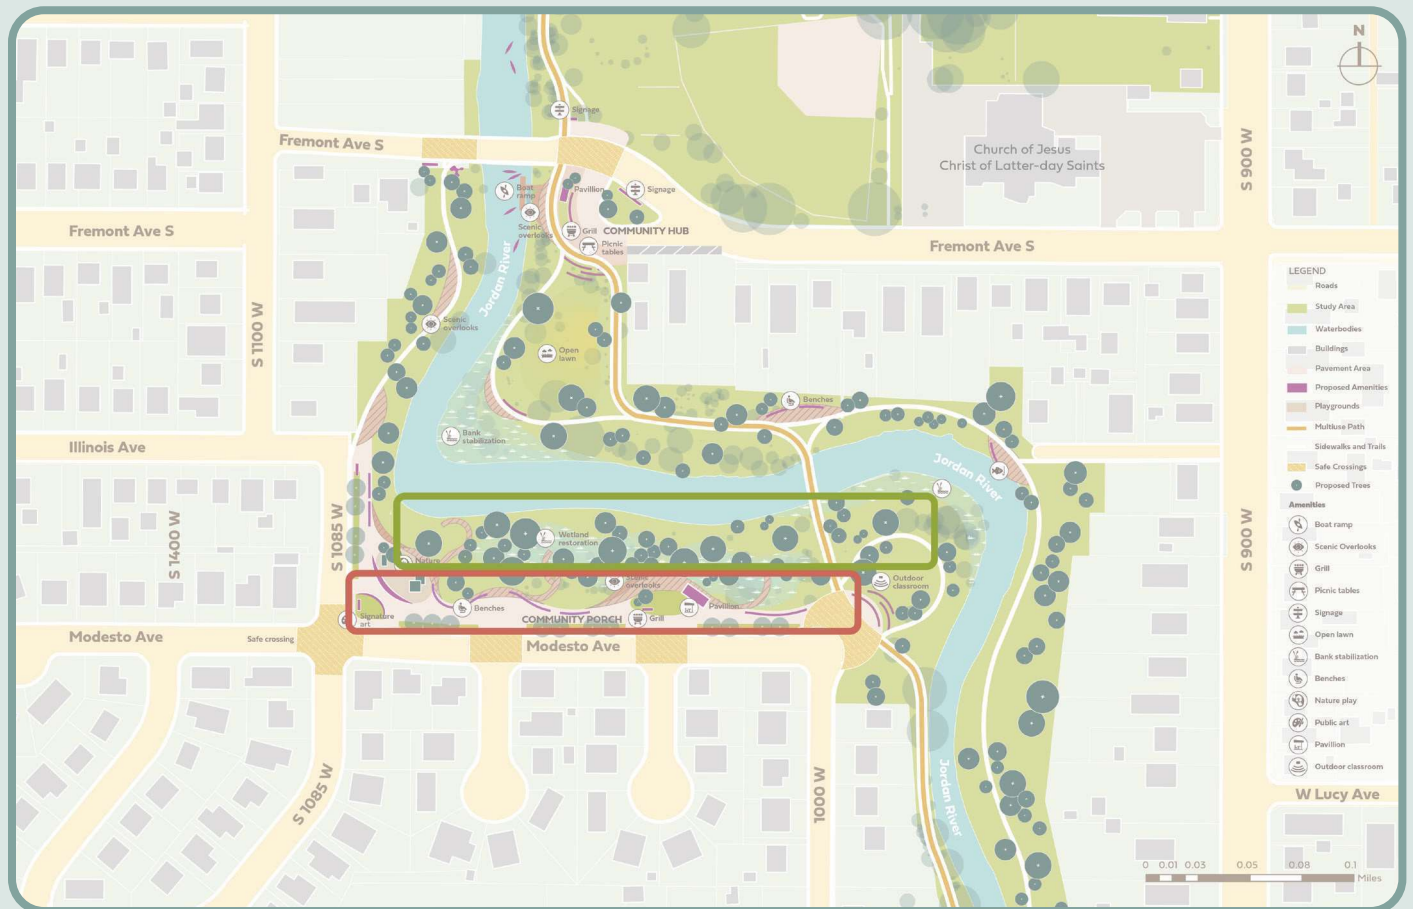 N
Signage
Fremont Ave S
Church of Jesus
Christ of Latter-day Saints
S 900 W
Boat
ramp
Pavillion
Signage
Scenic
overlooks
Grill
COMMUNITY HUB
Picnic
tables
Fremont Ave S
Fremont Ave S
Jordan River
S 1100 W
Scenic
overlooks
Open
lawn
Benches
Bank
stabilization
Illinois Ave
Jordan River
S 1400 W
S 1085 W
S 900 W
Wetland
restoration
Nature
Scenic
overlooks
Outdoor
classroom
Benches
Pavillion
Signature
art
COMMUNITY PORCH
Grill
Modesto Ave
Safe crossing
Modesto Ave
S 1085 W
1000 W
Jordan River
W Lucy Ave
LEGEND
Roads
Study Area
Waterbodies
Buildings
Pavement Area
Proposed Amenities
Playgrounds
Multiuse Path
Sidewalks and Trails
Safe Crossings
Proposed Trees
Amenities
Boat ramp
Scenic Overlooks
Grill
Picnic tables
Signage
Open lawn
Bank stabilization
Benches
Nature play
Public art
Pavillion
Outdoor classroom
0 0.01 0.03 0.05 0.08 0.1
Miles